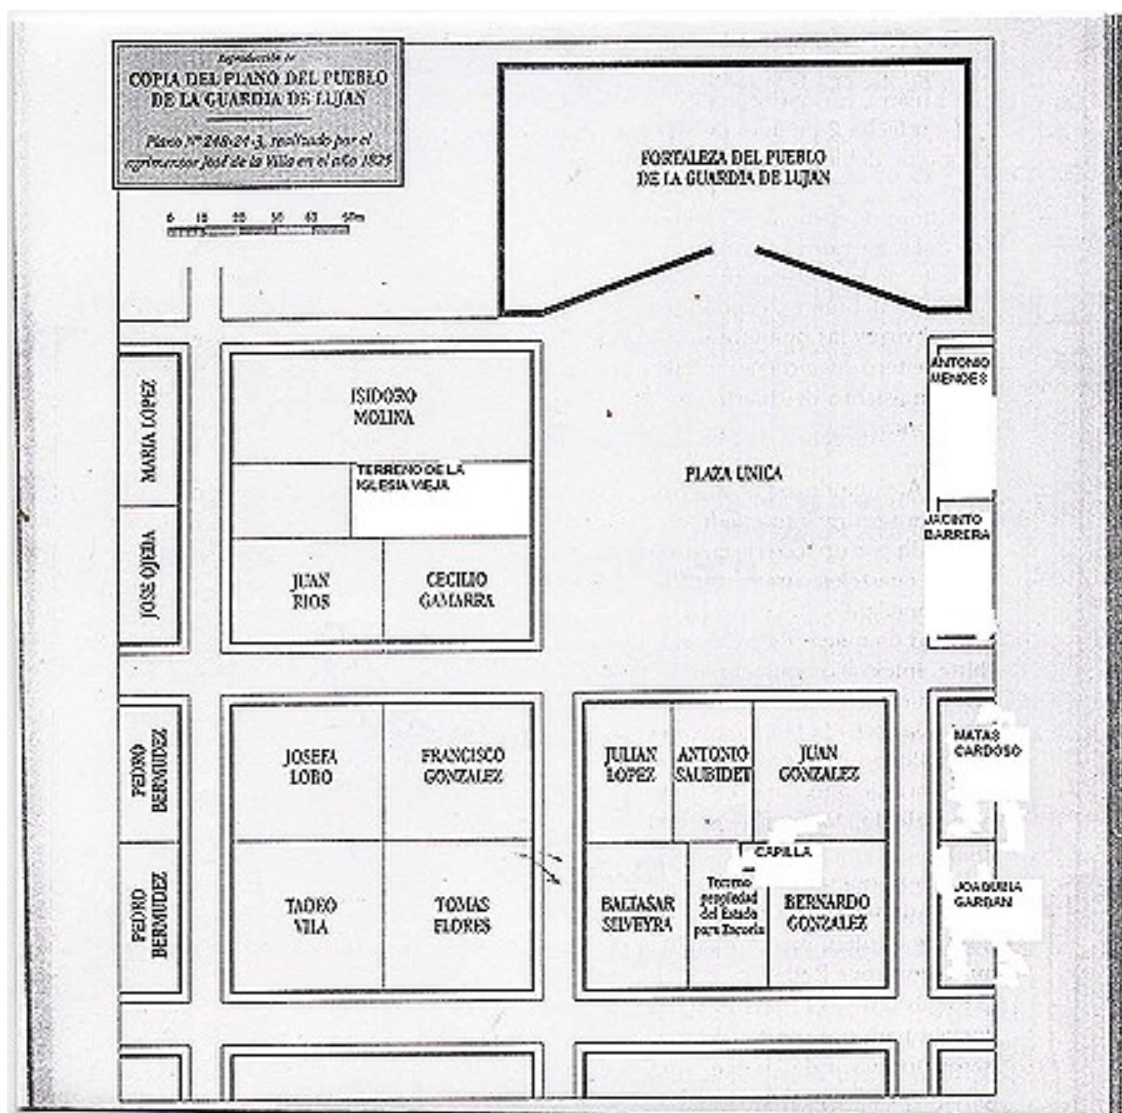 Reproducción de
COPIA DEL PLANO DEL PUEBLO
DE LA GUARDIA DE LUJAN
Plano Nº 248-24-3, realizado por el
agrimensor José de la Villa en el año 1825
0 50m
FORTALEZA DEL PUEBLO
DE LA GUARDIA DE LUJAN
MARIA LOPEZ
ISIDORO
MOLINA
TERRENO DE LA
IGLESIA VIEJA
PLAZA UNICA
ANTONIO
MENDES
JACINTO
BARRERA
JOSE OJEDA
JUAN
RIOS
CECILIO
GAMARRA
PEDRO
BERMUDEZ
JOSEFA
LOBO
FRANCISCO
GONZALEZ
JULIAN
LOPEZ
ANTONIO
SAUBIDET
JUAN
GONZALEZ
MATAS
CARDOSO
PEDRO
BERMUDEZ
TADEO
VILA
TOMAS
FLORES
BALTASAR
SILVEYRA
Terreno
propiedad
del Estado
para Escuela
CAPILLA
BERNARDO
GONZALEZ
JOAQUINA
GARBAN